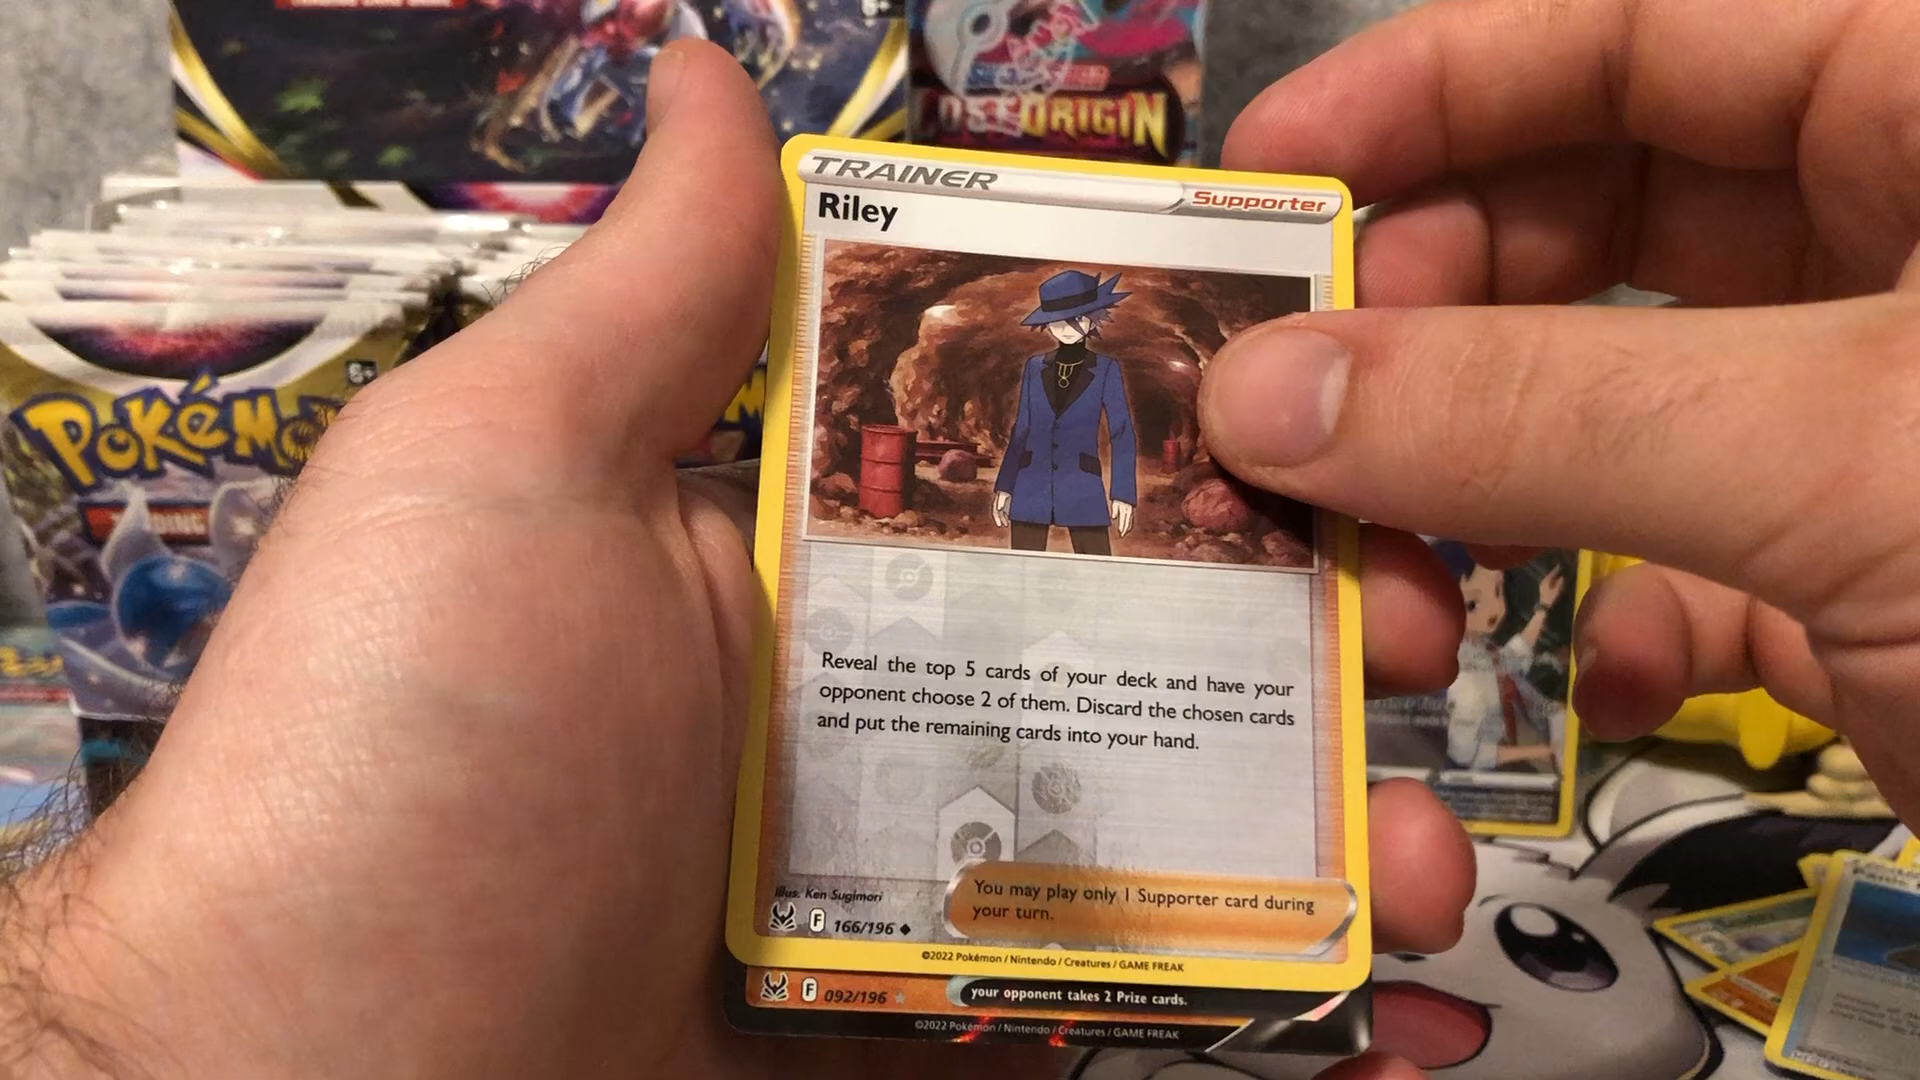 LOST ORIGIN
TRAINER
Supporter
Riley
POKÉM
Reveal the top 5 cards of your deck and have your
opponent choose 2 of them. Discard the chosen cards
and put the remaining cards into your hand.
You may play only 1 Supporter card during
your turn.
Illus. Ken Sugimori
F 166/196
©2022 Pokémon / Nintendo / Creatures / GAME FREAK
F 092/196
your opponent takes 2 Prize cards.
©2022 Pokémon / Nintendo / Creatures / GAME FREAK